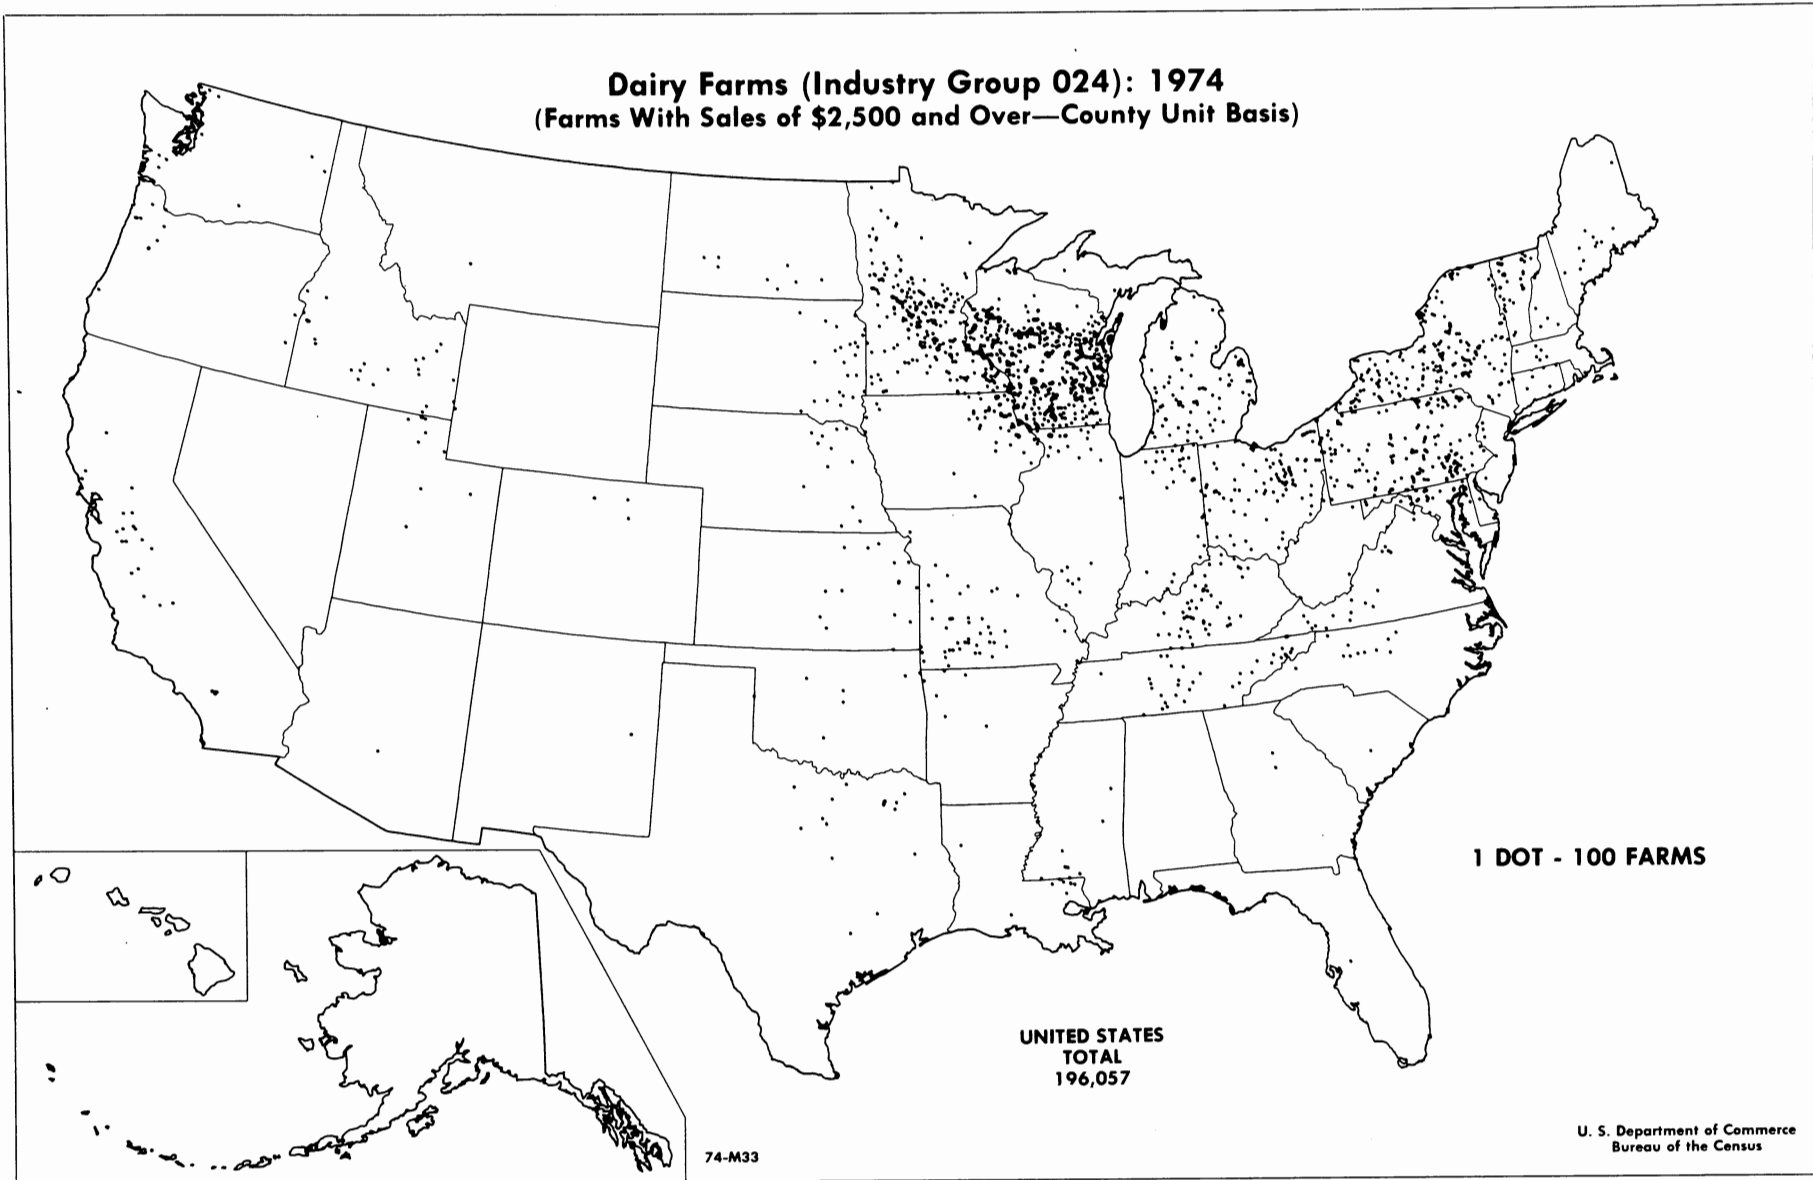 Dairy Farms (Industry Group 024): 1974
(Farms With Sales of $2,500 and Over—County Unit Basis)
1 DOT - 100 FARMS
UNITED STATES
TOTAL
196,057
74-M33
U. S. Department of Commerce
Bureau of the Census